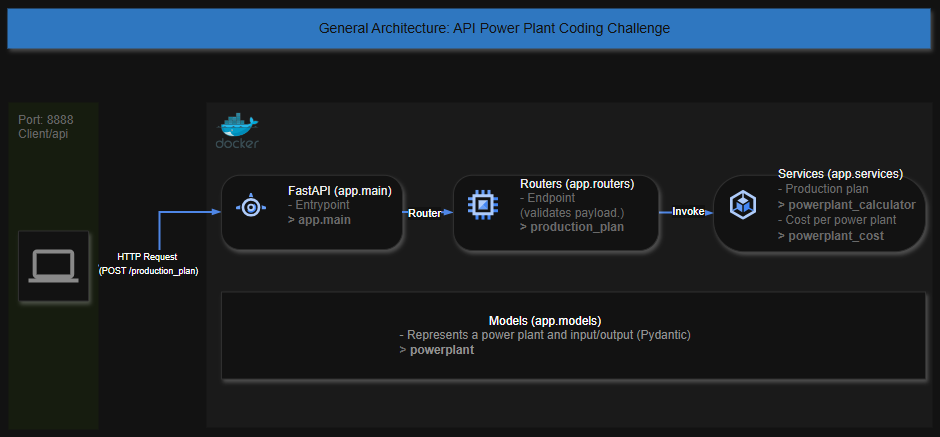 General Architecture: API Power Plant Coding Challenge
Port: 8888
Client/api
docker
FastAPI (app.main)
- Entrypoint
> app.main
Router
Routers (app.routers)
- Endpoint
(validates payload.)
> production_plan
Invoke
Services (app.services)
- Production plan
> powerplant_calculator
- Cost per power plant
> powerplant_cost
HTTP Request
(POST /production_plan)
Models (app.models)
- Represents a power plant and input/output (Pydantic)
> powerplant